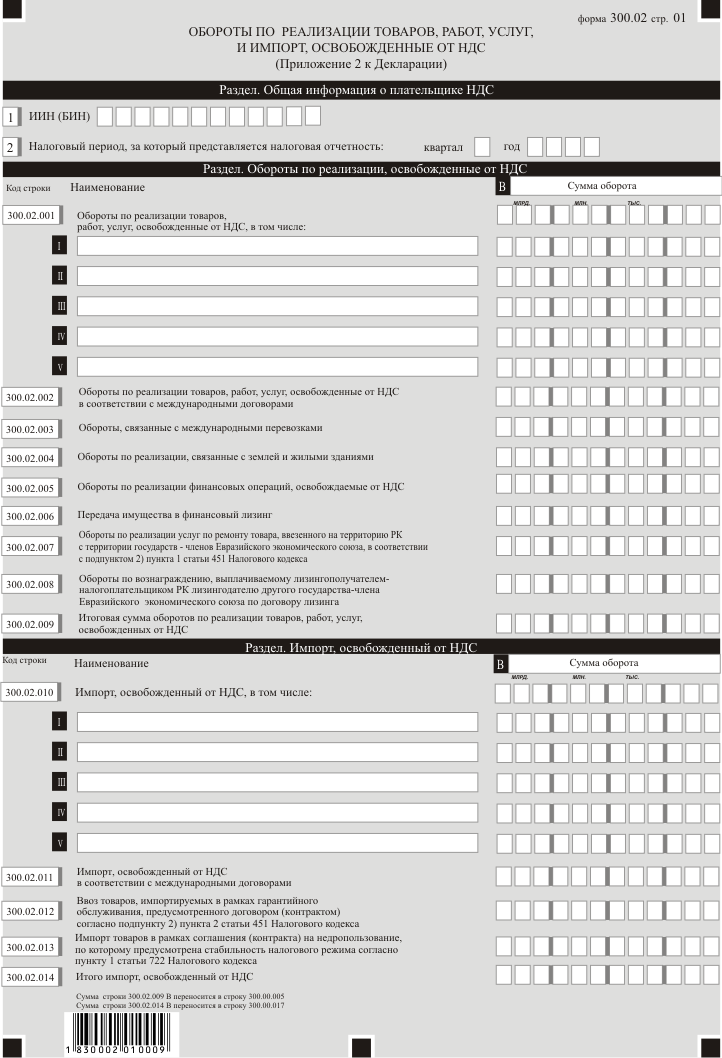 форма 300.02 стр. 01
ОБОРОТЫ ПО РЕАЛИЗАЦИИ ТОВАРОВ, РАБОТ, УСЛУГ,
И ИМПОРТ, ОСВОБОЖДЕННЫЕ ОТ НДС
(Приложение 2 к Декларации)
Раздел. Общая информация о плательщике НДС
1 ИИН (БИН)
2 Налоговый период, за который представляется налоговая отчетность: квартал год
Раздел. Обороты по реализации, освобожденные от НДС
Код строки Наименование B Сумма оборота
МЛРД. МЛН. ТЫС.
300.02.001 Обороты по реализации товаров,
работ, услуг, освобожденные от НДС, в том числе:
I
II
III
IV
V
300.02.002 Обороты по реализации товаров, работ, услуг, освобожденные от НДС
в соответствии с международными договорами
300.02.003 Обороты, связанные с международными перевозками
300.02.004 Обороты по реализации, связанные с землей и жилыми зданиями
300.02.005 Обороты по реализации финансовых операций, освобождаемые от НДС
300.02.006 Передача имущества в финансовый лизинг
300.02.007 Обороты по реализации услуг по ремонту товара, ввезенного на территорию РК
с территории государств - членов Евразийского экономического союза, в соответствии
с подпунктом 2) пункта 1 статьи 451 Налогового кодекса
300.02.008 Обороты по вознаграждению, выплачиваемому лизингополучателем-
налогоплательщиком РК лизингодателю другого государства-члена
Евразийского экономического союза по договору лизинга
300.02.009 Итоговая сумма оборотов по реализации товаров, работ, услуг,
освобожденных от НДС
Раздел. Импорт, освобожденный от НДС
Код строки Наименование B Сумма оборота
МЛРД. МЛН. ТЫС.
300.02.010 Импорт, освобожденный от НДС, в том числе:
I
II
III
IV
V
300.02.011 Импорт, освобожденный от НДС
в соответствии с международными договорами
300.02.012 Ввоз товаров, импортируемых в рамках гарантийного
обслуживания, предусмотренного договором (контрактом)
согласно подпункту 2) пункта 2 статьи 451 Налогового кодекса
300.02.013 Импорт товаров в рамках соглашения (контракта) на недропользование,
по которому предусмотрена стабильность налогового режима согласно
пункту 1 статьи 722 Налогового кодекса
300.02.014 Итого импорт, освобожденный от НДС
Сумма строки 300.02.009 В переносится в строку 300.00.005
Сумма строки 300.02.014 В переносится в строку 300.00.017
1 830002 010009